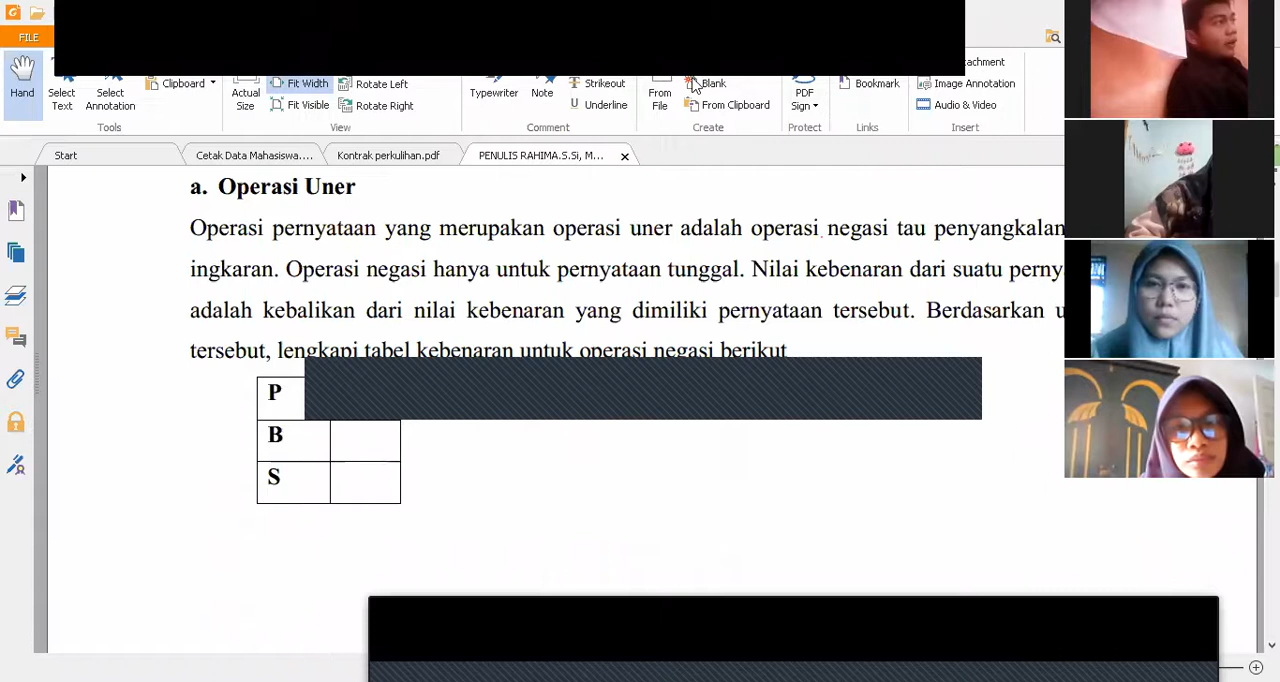 FILE
Hand
Select
Text
Select
Annotation
Clipboard
Tools
Actual
Size
Fit Width
Fit Visible
Rotate Left
Rotate Right
View
Typewriter
Note
Strikeout
Underline
Comment
From
File
Blank
From Clipboard
Create
PDF
Sign
Protect
Bookmark
Links
Image Annotation
Audio & Video
Insert
Start
Cetak Data Mahasiswa....
Kontrak perkulihan.pdf
PENULIS RAHIMA.S.Si, M...
a. Operasi Uner
Operasi pernyataan yang merupakan operasi uner adalah operasi negasi tau penyangkalan
ingkaran. Operasi negasi hanya untuk pernyataan tunggal. Nilai kebenaran dari suatu
adalah kebalikan dari nilai kebenaran yang dimiliki pernyataan tersebut. Berdasarkan
tersebut, lengkapi tabel kebenaran untuk operasi negasi berikut
P
B
S